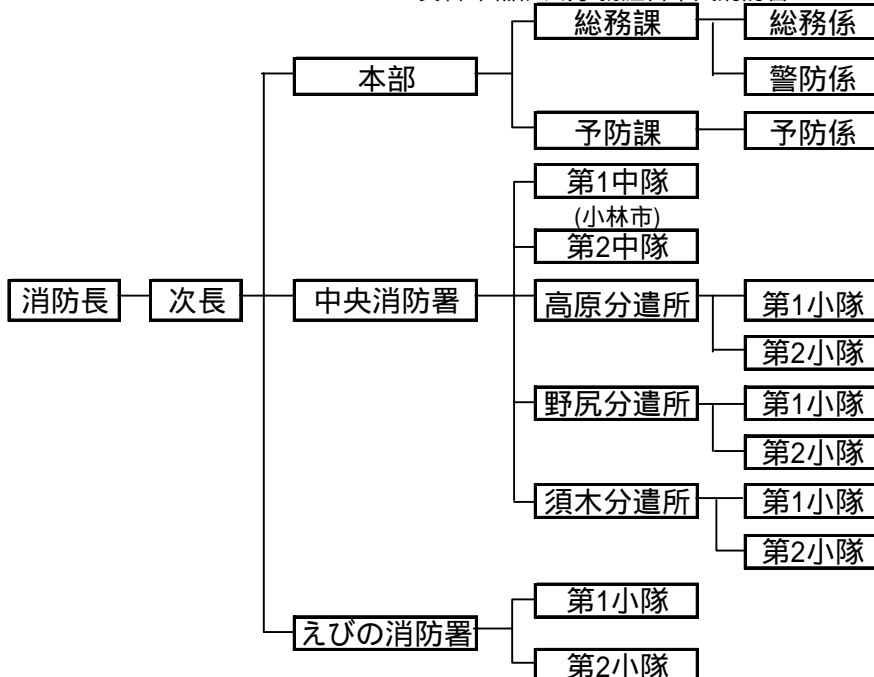 総務課 総務係
本部 警防係
予防課 予防係
第1中隊
(小林市)
第2中隊
消防長 次長 中央消防署 高原分遣所 第1小隊
第2小隊
野尻分遣所 第1小隊
第2小隊
須木分遣所 第1小隊
第2小隊
第1小隊
えびの消防署
第2小隊